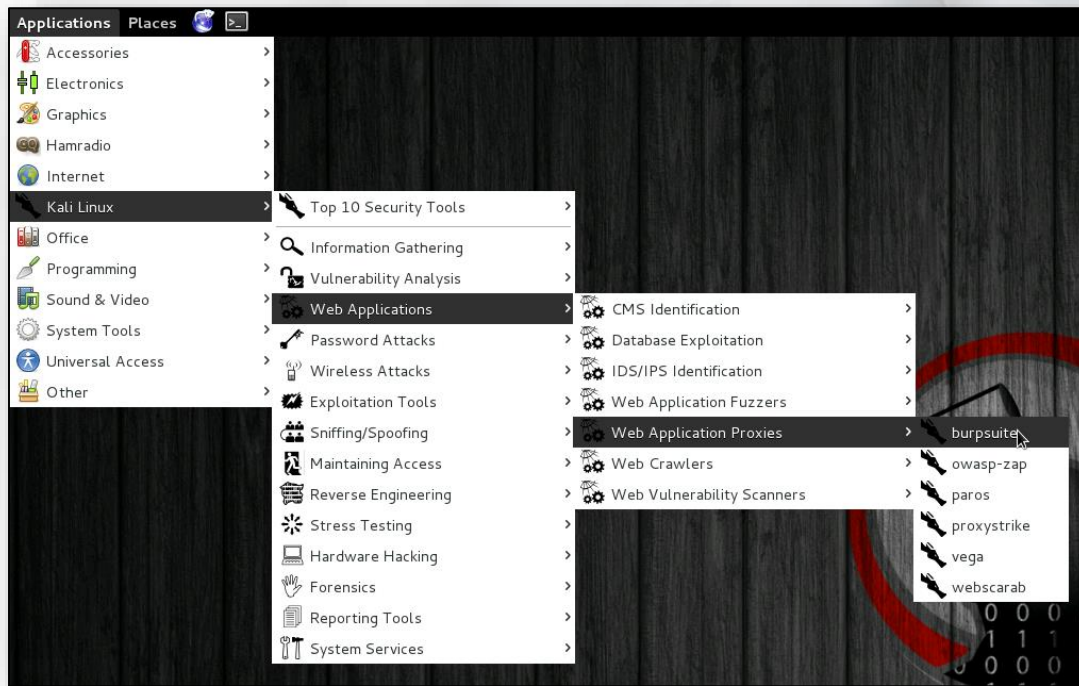 Applications Places
Accessories
Electronics
Graphics
Hamradio
Internet
Kali Linux
Office
Programming
Sound & Video
System Tools
Universal Access
Other
Top 10 Security Tools
Information Gathering
Vulnerability Analysis
Web Applications
Password Attacks
Wireless Attacks
Exploitation Tools
Sniffing/Spoofing
Maintaining Access
Reverse Engineering
Stress Testing
Hardware Hacking
Forensics
Reporting Tools
System Services
CMS Identification
Database Exploitation
IDS/IPS Identification
Web Application Fuzzers
Web Application Proxies
Web Crawlers
Web Vulnerability Scanners
burpsuite
owasp-zap
paros
proxystrike
vega
webscarab
0 0 0
1 1 1
0 0 0